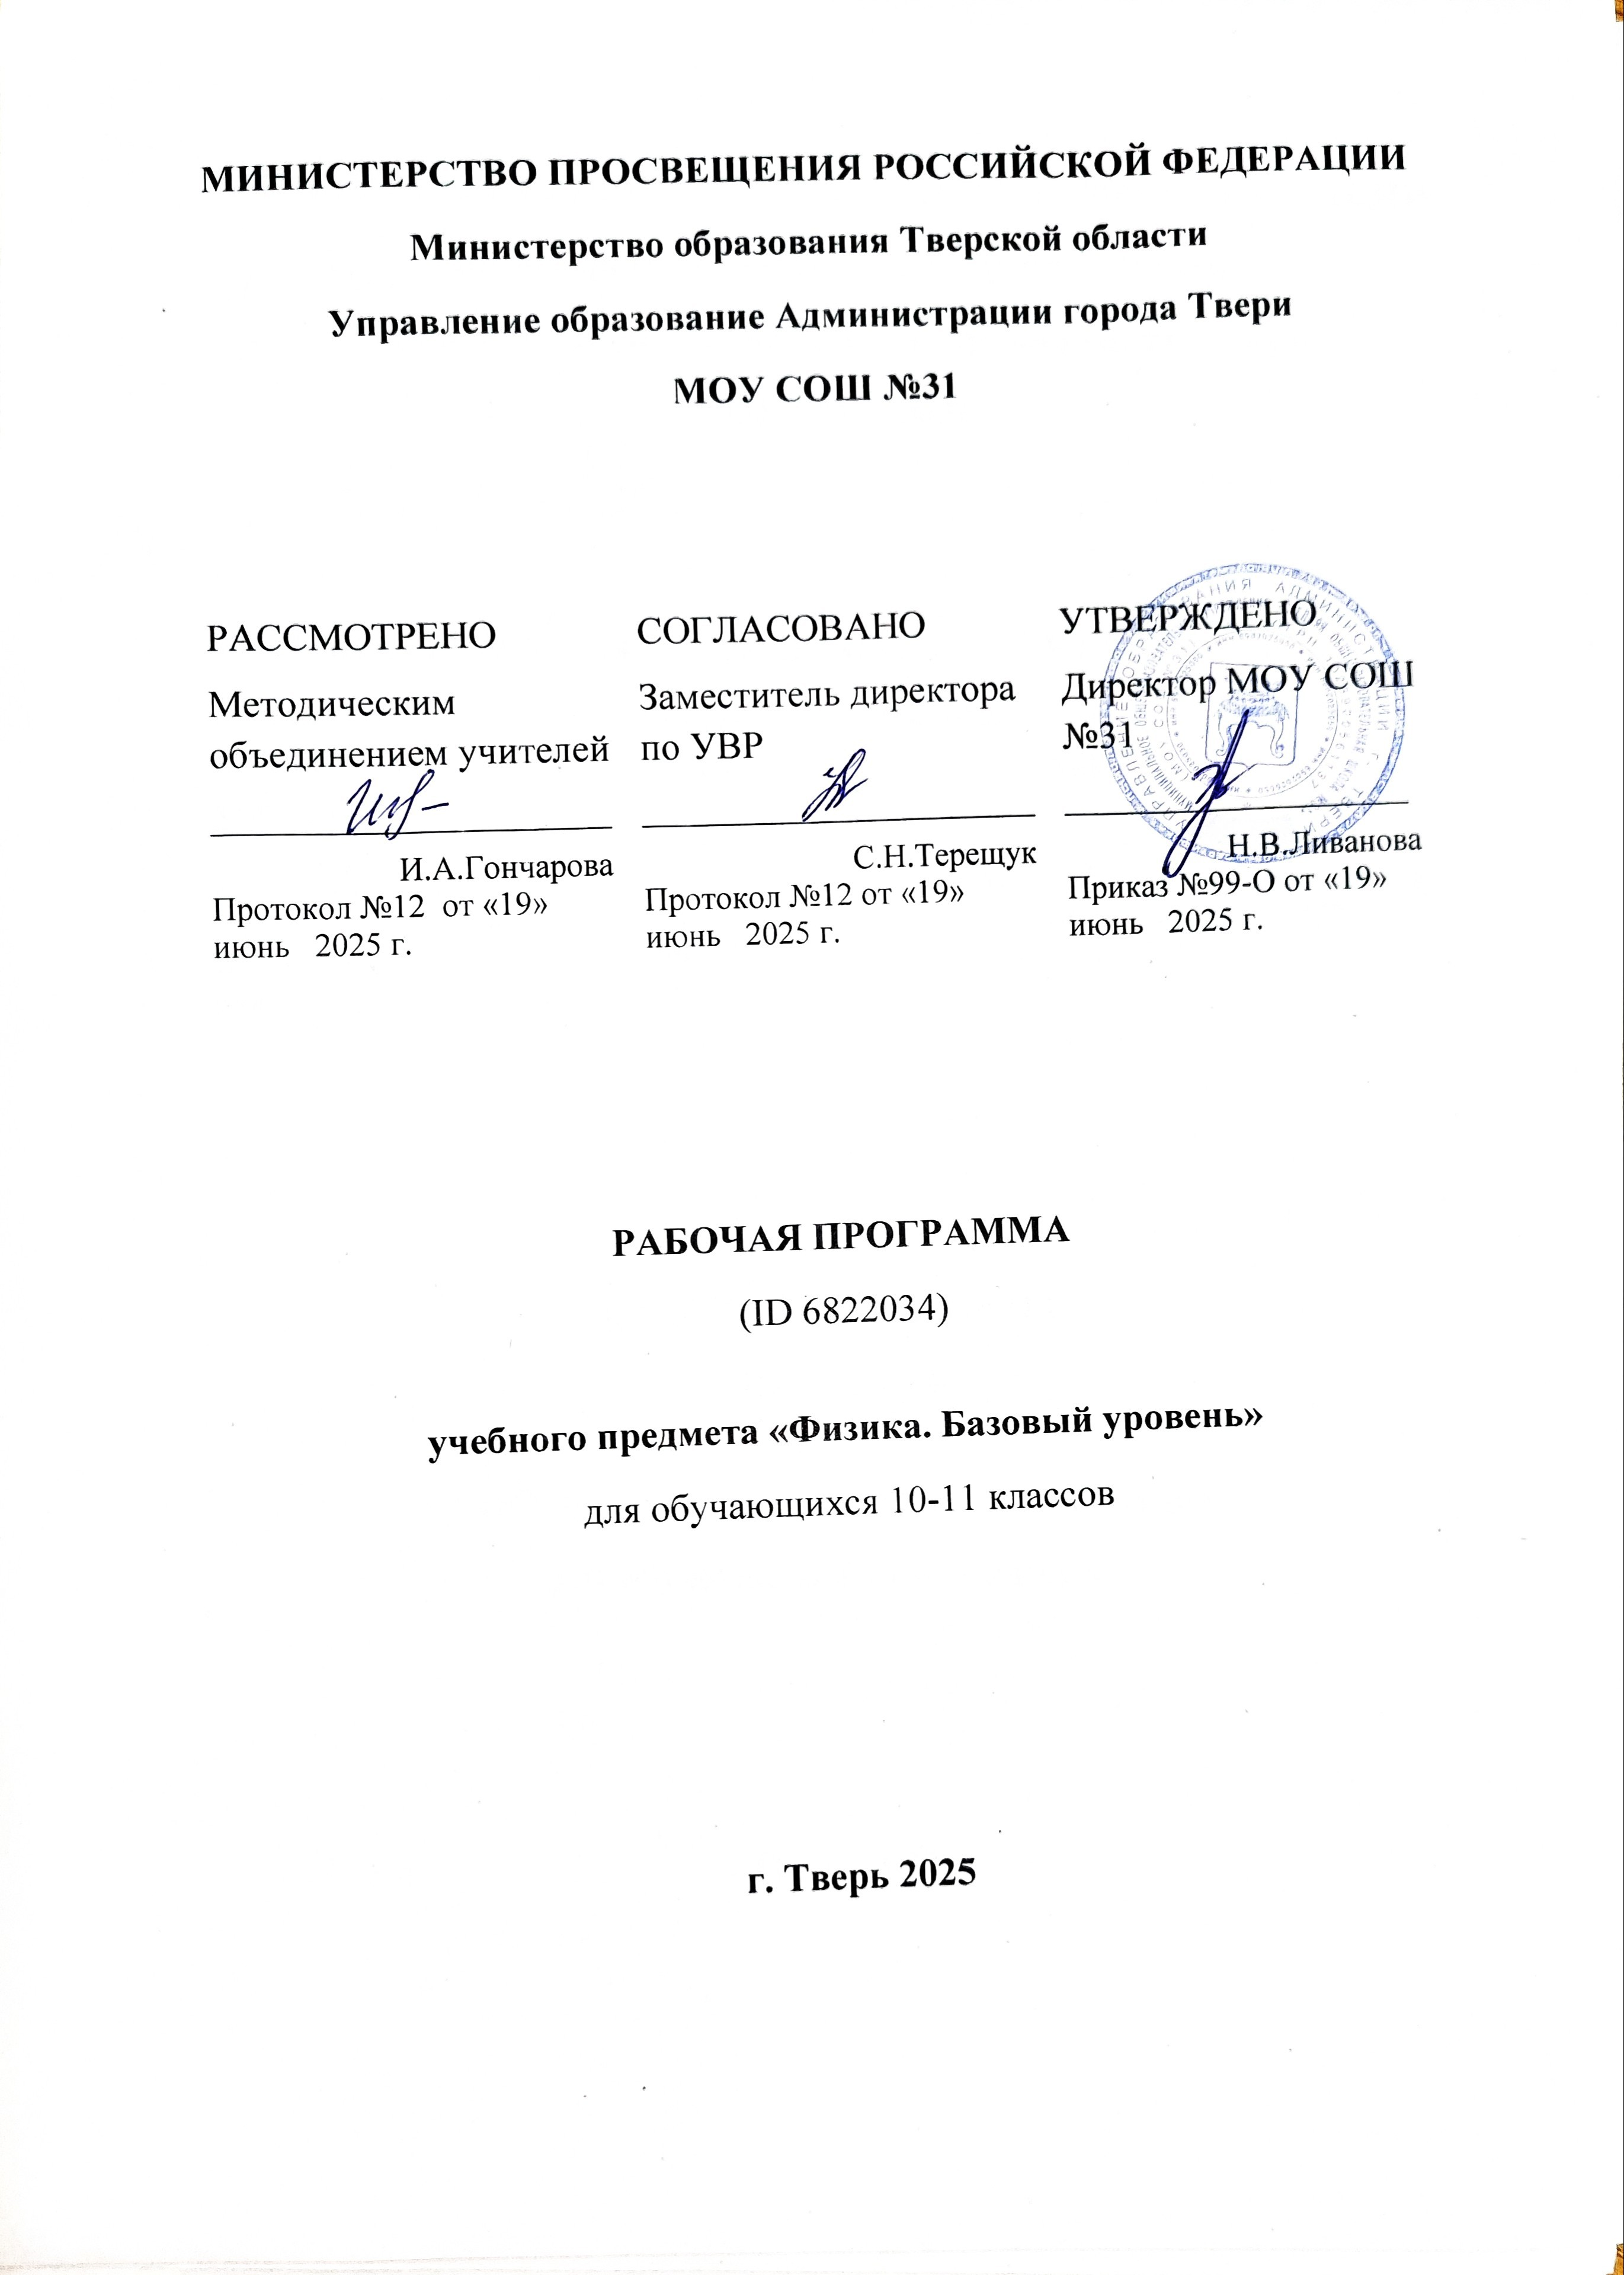 МИНИСТЕРСТВО ПРОСВЕЩЕНИЯ РОССИЙСКОЙ ФЕДЕРАЦИИ
Министерство образования Тверской области
Управление образование Администрации города Твери
МОУ СОШ №31
РАССМОТРЕНО
Методическим
объединением учителей
И.А.Гончарова
Протокол №12 от «19»
июнь 2025 г.
СОГЛАСОВАНО
Заместитель директора
по УВР
С.Н.Терещук
Протокол №12 от «19»
июнь 2025 г.
УТВЕРЖДЕНО
Директор МОУ СОШ
№31
Н.В.Ливанова
Приказ №99-О от «19»
июнь 2025 г.
РАБОЧАЯ ПРОГРАММА
(ID 6822034)
учебного предмета «Физика. Базовый уровень»
для обучающихся 10-11 классов
г. Тверь 2025